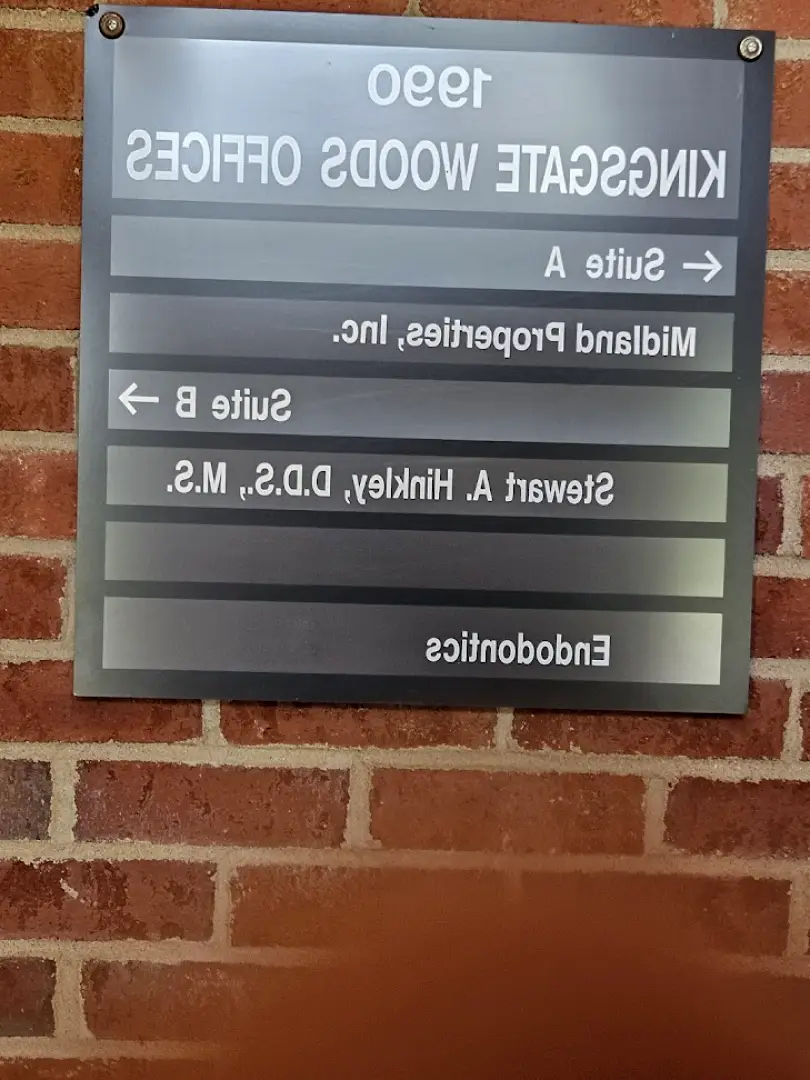 1990
KINGSGATE WOODS OFFICES
← Suite A
Midland Properties, Inc.
Suite B →
Stewart A. Hinkley, D.D.S., M.S.
Endodontics